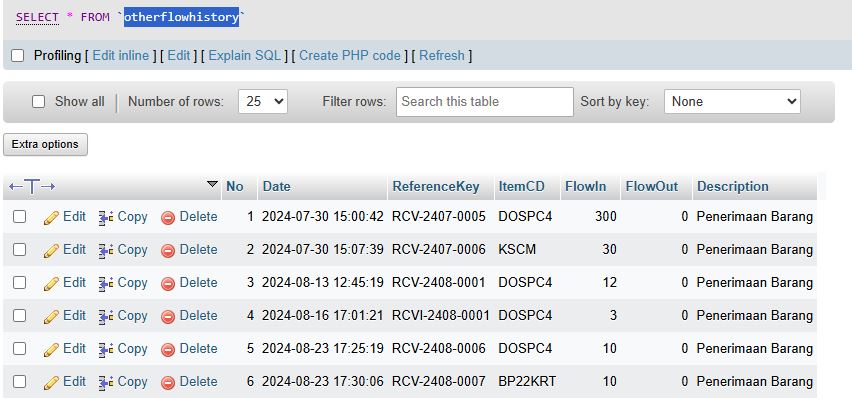 SELECT * FROM `otherflowhistory`
Profiling [ Edit inline ] [ Edit ] [ Explain SQL ] [ Create PHP code ] [ Refresh ]
Show all Number of rows: 25 Filter rows: Search this table Sort by key: None
Extra options
No Date ReferenceKey ItemCD FlowIn FlowOut Description
Edit Copy Delete 1 2024-07-30 15:00:42 RCV-2407-0005 DOSPC4 300 0 Penerimaan Barang
Edit Copy Delete 2 2024-07-30 15:07:39 RCV-2407-0006 KSCM 30 0 Penerimaan Barang
Edit Copy Delete 3 2024-08-13 12:45:19 RCV-2408-0001 DOSPC4 12 0 Penerimaan Barang
Edit Copy Delete 4 2024-08-16 17:01:21 RCVI-2408-0001 DOSPC4 3 0 Penerimaan Barang
Edit Copy Delete 5 2024-08-23 17:25:19 RCV-2408-0006 DOSPC4 10 0 Penerimaan Barang
Edit Copy Delete 6 2024-08-23 17:30:06 RCV-2408-0007 BP22KRT 10 0 Penerimaan Barang